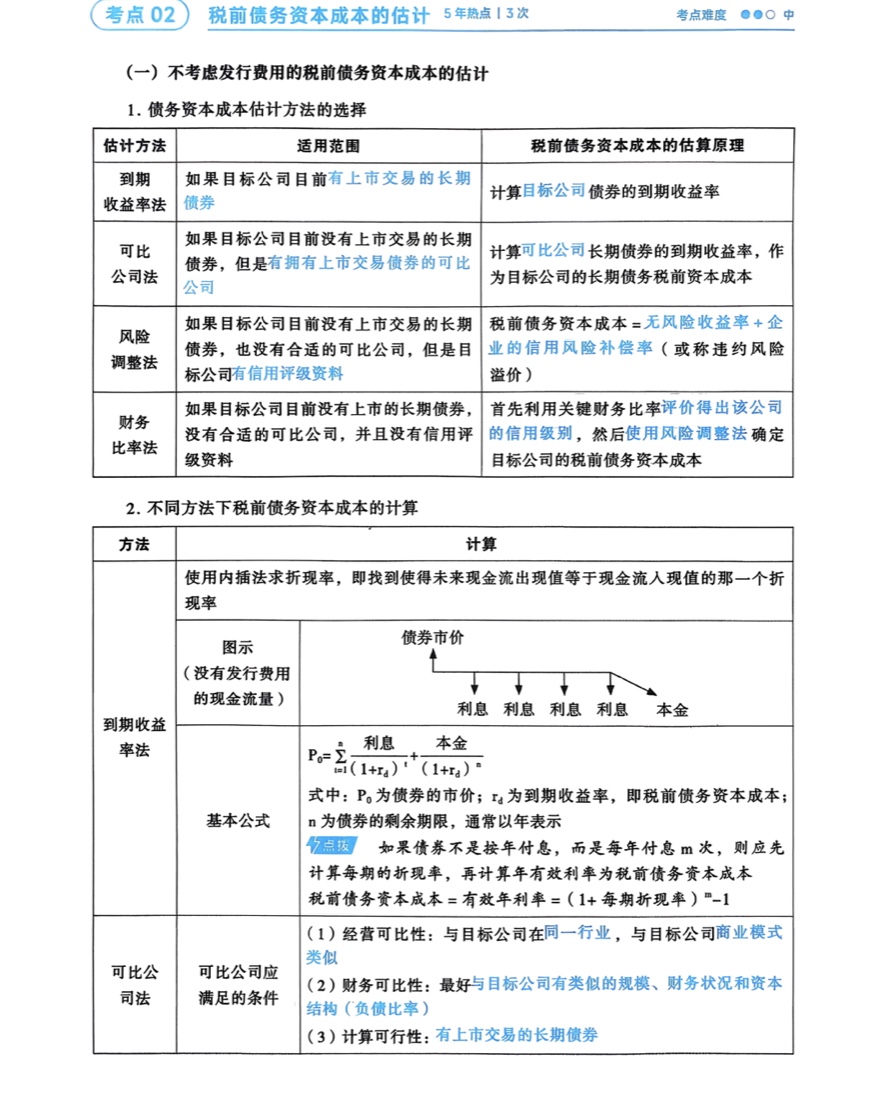 考点 02 税前债务资本成本的估计 5年热点 | 3次 考点难度 中
（一）不考虑发行费用的税前债务资本成本的估计
1. 债务资本成本估计方法的选择
估计方法 适用范围 税前债务资本成本的估算原理
到期
收益率法
如果目标公司目前有上市交易的长期
债券
计算目标公司债券的到期收益率
可比
公司法
如果目标公司目前没有上市交易的长期
债券，但是有拥有上市交易债券的可比
公司
计算可比公司长期债券的到期收益率，作
为目标公司的长期债务税前资本成本
风险
调整法
如果目标公司目前没有上市交易的长期
债券，也没有合适的可比公司，但是目
标公司有信用评级资料
税前债务资本成本 = 无风险收益率 + 企
业的信用风险补偿率（或称违约风险
溢价）
财务
比率法
如果目标公司目前没有上市的长期债券，
没有合适的可比公司，并且没有信用评
级资料
首先利用关键财务比率评价得出该公司
的信用级别，然后使用风险调整法确定
目标公司的税前债务资本成本
2. 不同方法下税前债务资本成本的计算
方法 计算
到期收益
率法
使用内插法求折现率，即找到使得未来现金流出现值等于现金流入现值的那一个折
现率
图示
（没有发行费用
的现金流量）
债券市价
利息 利息 利息 利息 本金
基本公式
P₀=∑ⁿₜ₌₁ 利息/（1+r_d）ᵗ + 本金/（1+r_d）ⁿ
式中：P₀为债券的市价；r_d为到期收益率，即税前债务资本成本；
n 为债券的剩余期限，通常以年表示
点拨 如果债券不是按年付息，而是每年付息 m 次，则应先
计算每期的折现率，再计算年有效利率为税前债务资本成本
税前债务资本成本 = 有效年利率 =（1+ 每期折现率）ᵐ-1
可比公
司法
可比公司应
满足的条件
（1）经营可比性：与目标公司在同一行业，与目标公司商业模式
类似
（2）财务可比性：最好与目标公司有类似的规模、财务状况和资本
结构（负债比率）
（3）计算可行性：有上市交易的长期债券